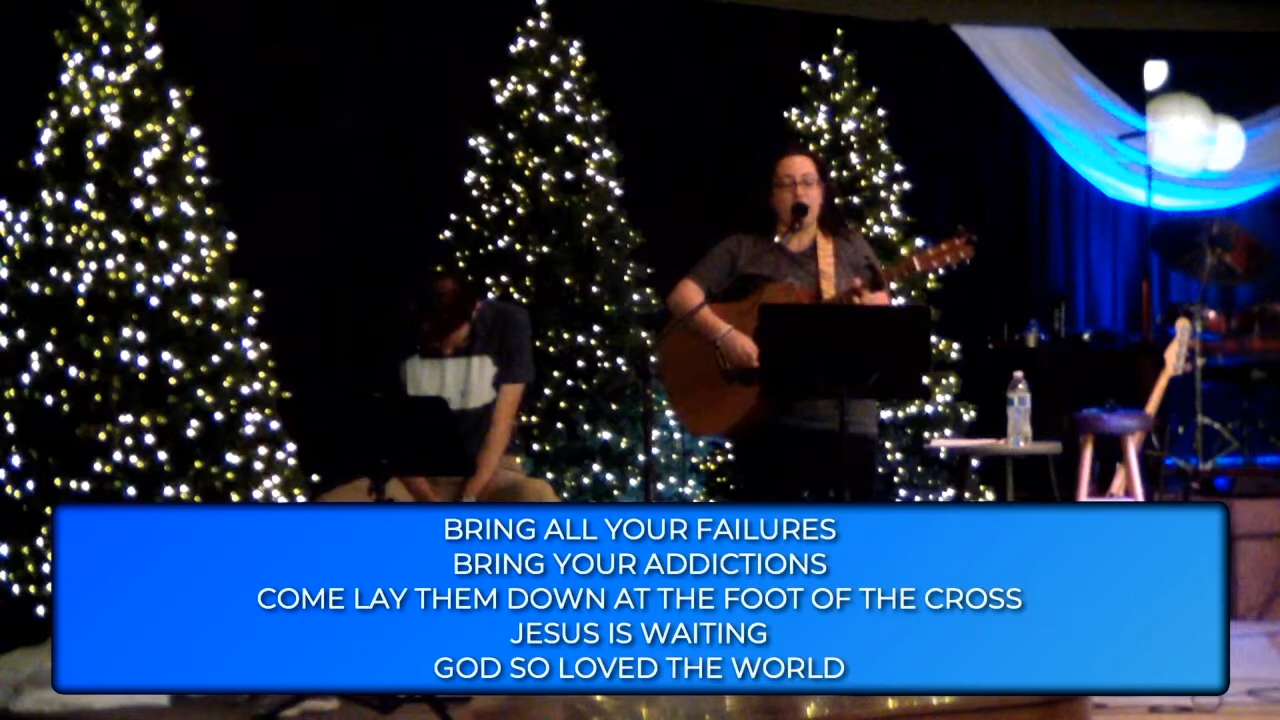 BRING ALL YOUR FAILURES
BRING YOUR ADDICTIONS
COME LAY THEM DOWN AT THE FOOT OF THE CROSS
JESUS IS WAITING
GOD SO LOVED THE WORLD